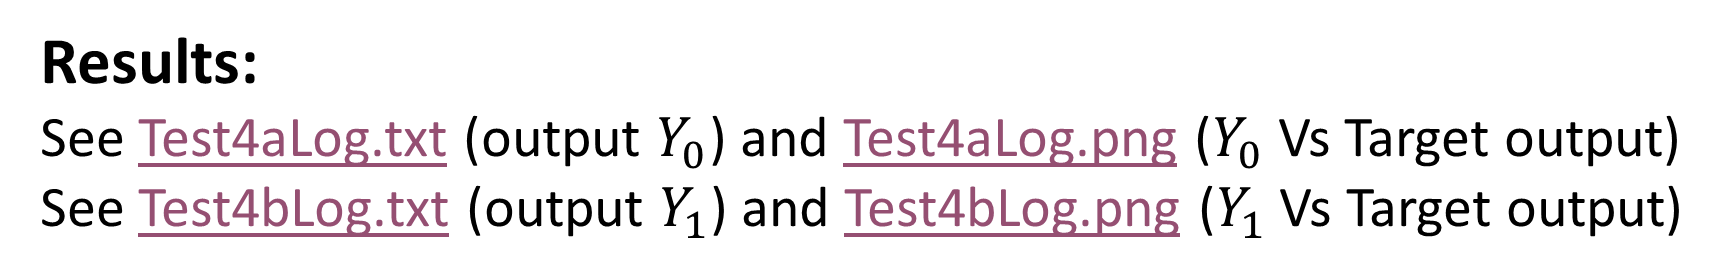 Results:
See Test4aLog.txt (output Y₀) and Test4aLog.png (Y₀ Vs Target output)
See Test4bLog.txt (output Y₁) and Test4bLog.png (Y₁ Vs Target output)